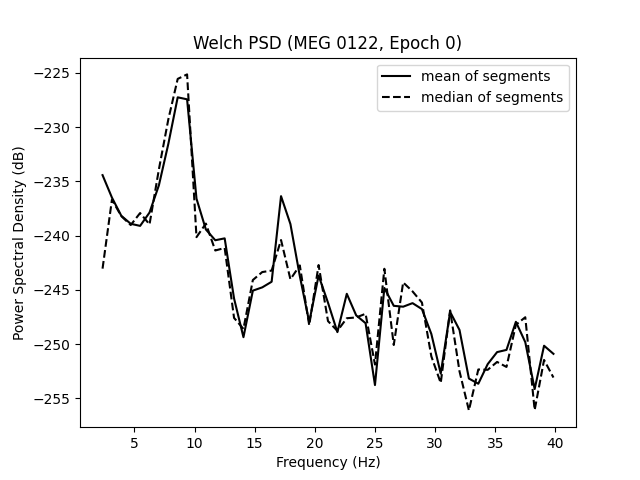 Welch PSD (MEG 0122, Epoch 0)
mean of segments
median of segments
Power Spectral Density (dB)
−225
−230
−235
−240
−245
−250
−255
5 10 15 20 25 30 35 40
Frequency (Hz)